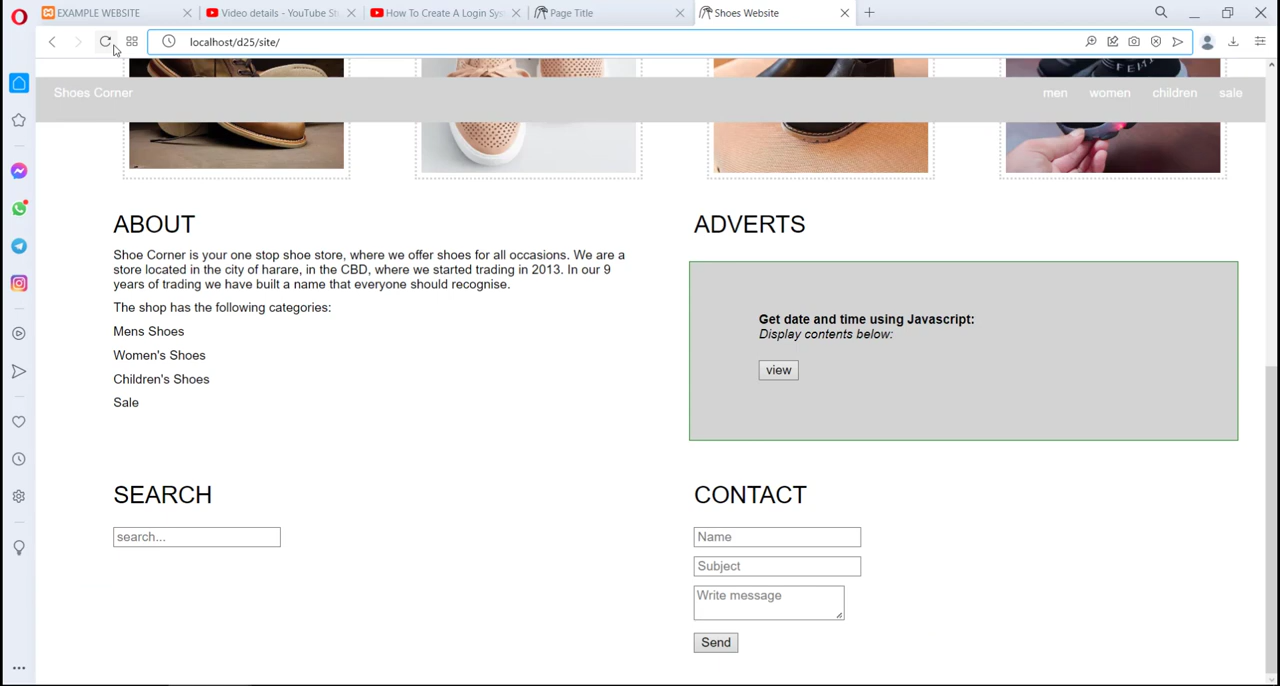 EXAMPLE WEBSITE
Video details - YouTube St
How To Create A Login Sys
Page Title
Shoes Website
localhost/d25/site/
Shoes Corner
men women children sale
ABOUT
Shoe Corner is your one stop shoe store, where we offer shoes for all occasions. We are a
store located in the city of harare, in the CBD, where we started trading in 2013. In our 9
years of trading we have built a name that everyone should recognise.
The shop has the following categories:
Mens Shoes
Women's Shoes
Children's Shoes
Sale
ADVERTS
Get date and time using Javascript:
Display contents below:
view
SEARCH
search...
CONTACT
Name
Subject
Write message
Send